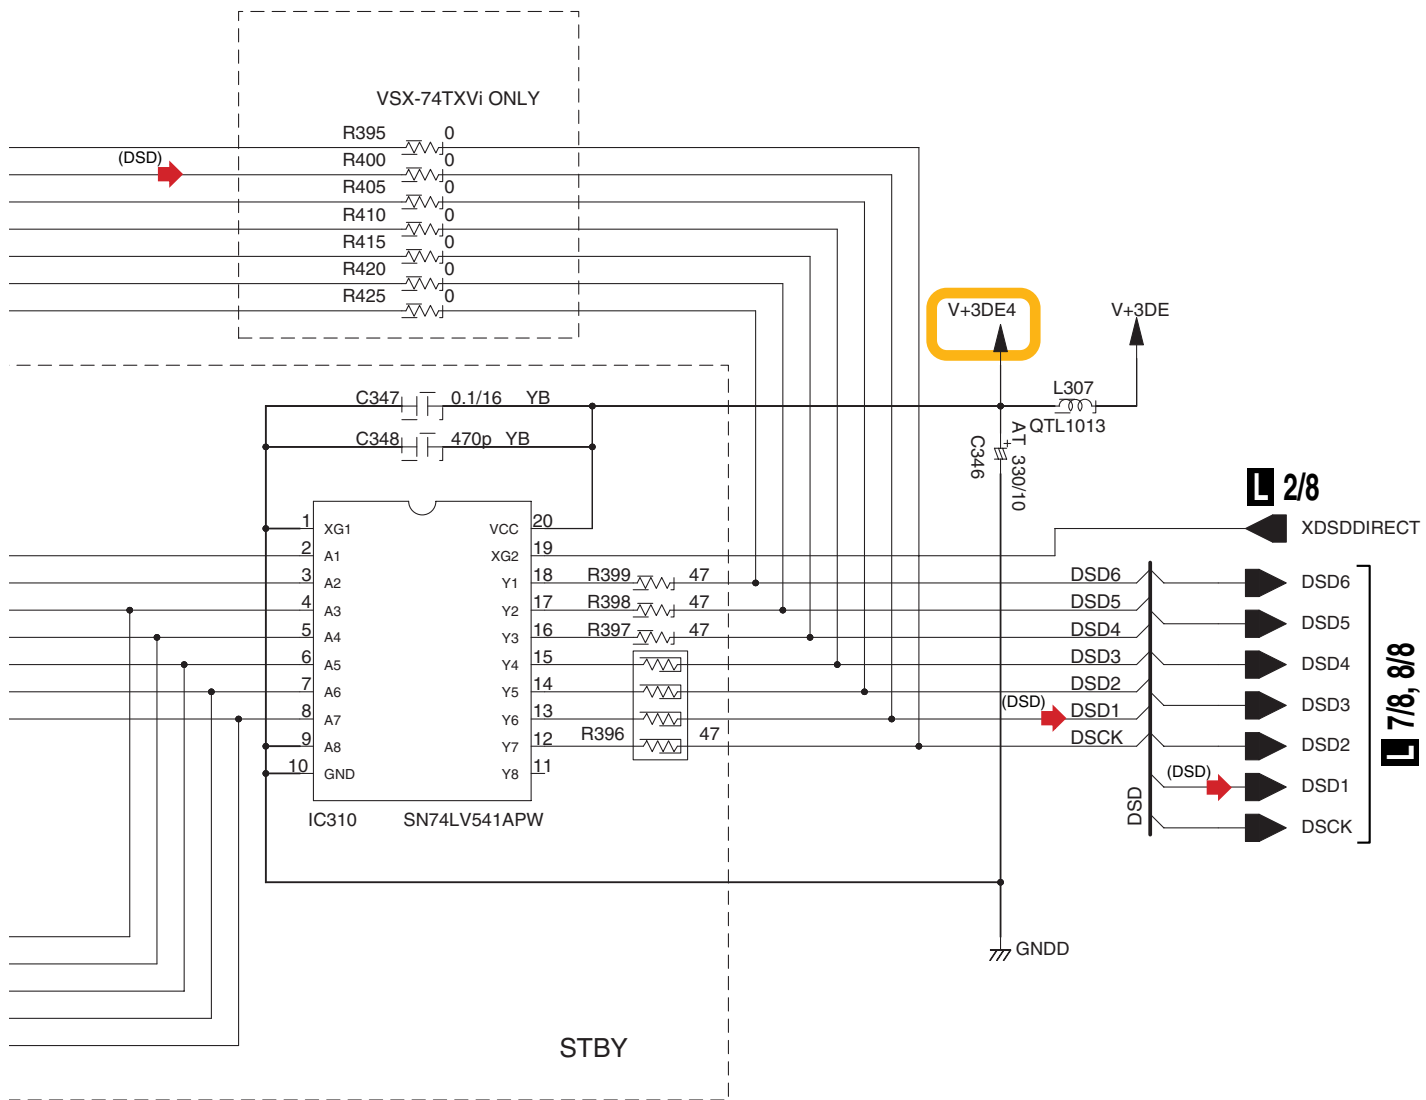 VSX-74TXVi ONLY
R395 0
(DSD)
R400 0
R405 0
R410 0
R415 0
R420 0
R425 0
V+3DE4 V+3DE
C347 0.1/16 YB
C348 470p YB
L307
QTL1013
C346
+
AT 330/10
L 2/8
XDSDDIRECT
1 XG1 VCC 20
2 A1 XG2 19
3 A2 Y1 18 R399 47 DSD6
4 A3 Y2 17 R398 47 DSD5
5 A4 Y3 16 R397 47 DSD4
6 A5 Y4 15 DSD3
7 A6 Y5 14 DSD2
8 A7 Y6 13 (DSD) DSD1
9 A8 Y7 12 R396 47 DSCK
10 GND Y8 11
IC310 SN74LV541APW
DSD
DSD6
DSD5
DSD4
DSD3
DSD2
(DSD) DSD1
DSCK
L 7/8, 8/8
GNDD
STBY